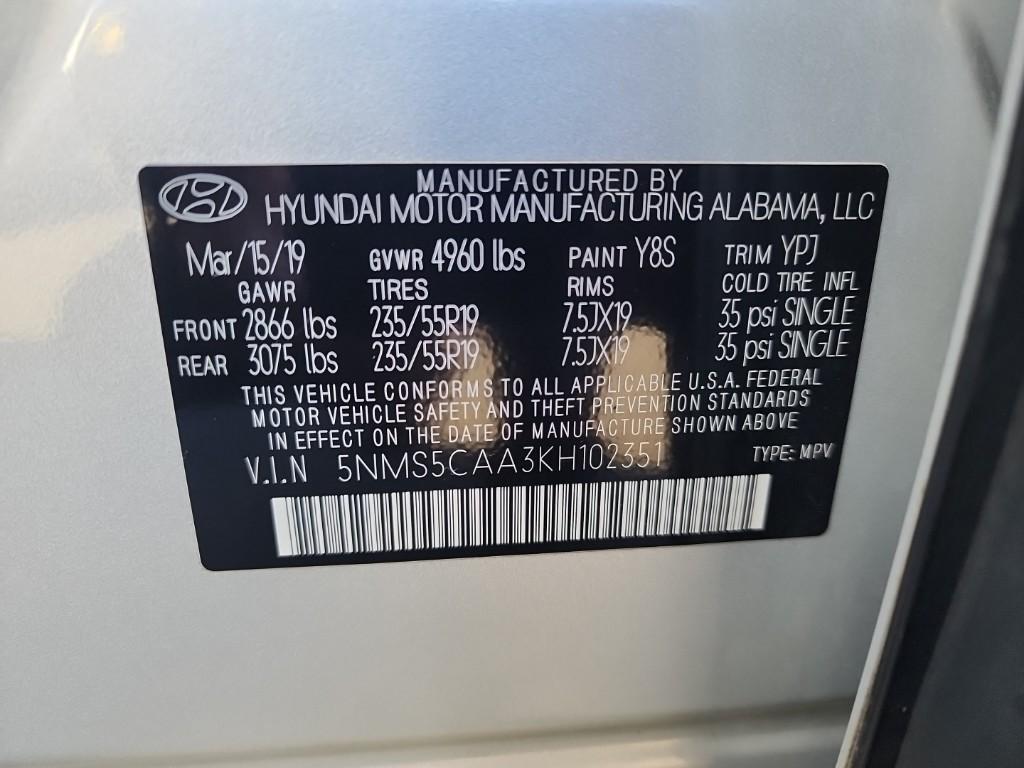 MANUFACTURED BY
HYUNDAI MOTOR MANUFACTURING ALABAMA, LLC
Mar/15/19 GVWR 4960 lbs PAINT Y8S TRIM YPJ
GAWR TIRES RIMS COLD TIRE INFL
FRONT 2866 lbs 235/55R19 7.5JX19 35 psi SINGLE
REAR 3075 lbs 235/55R19 7.5JX19 35 psi SINGLE
THIS VEHICLE CONFORMS TO ALL APPLICABLE U.S.A. FEDERAL
MOTOR VEHICLE SAFETY AND THEFT PREVENTION STANDARDS
IN EFFECT ON THE DATE OF MANUFACTURE SHOWN ABOVE
V.I.N 5NMS5CAA3KH102351 TYPE: MPV